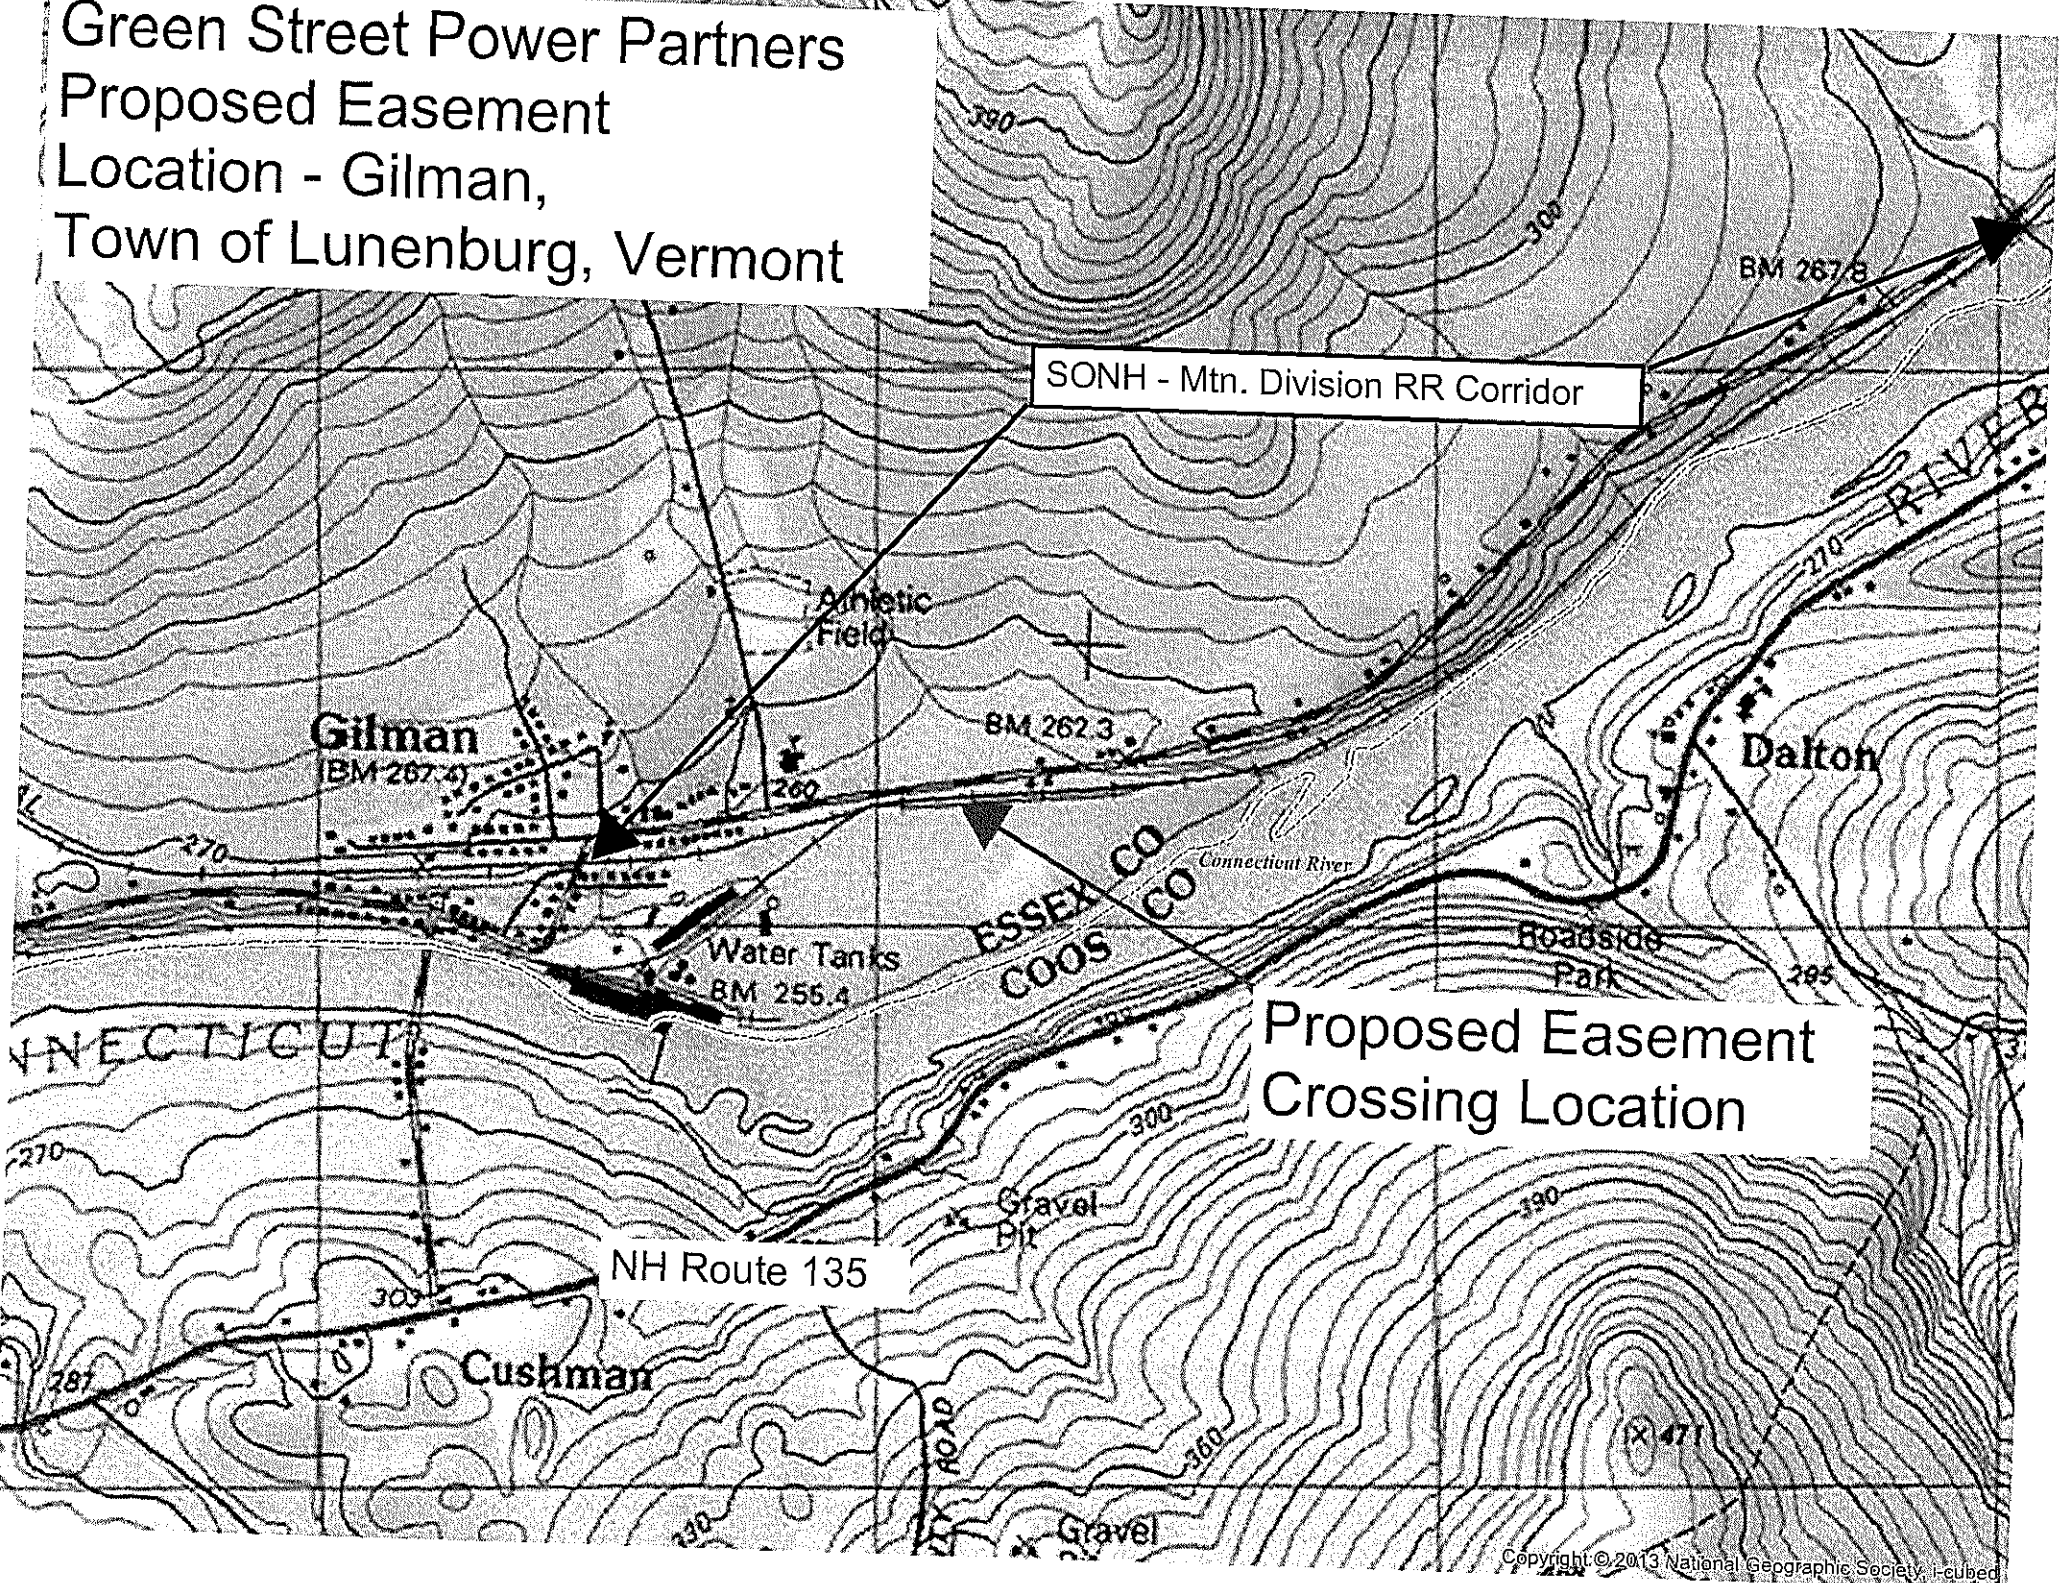 Green Street Power Partners
Proposed Easement
Location - Gilman,
Town of Lunenburg, Vermont
390
300
BM 267.8
SONH - Mtn. Division RR Corridor
RIVER
270
Athletic
Field
Gilman
(BM 267.4)
BM 262.3
Dalton
260
270
ESSEX CO
COOS CO
Connecticut River
Water Tanks
BM 255.4
Roadside
Park
285
NNECTICUT
Proposed Easement
Crossing Location
300
270
Gravel
Pit
390
NH Route 135
303
Cushman
287
ROAD
360
471
330
Gravel
Copyright:© 2013 National Geographic Society, i-cubed